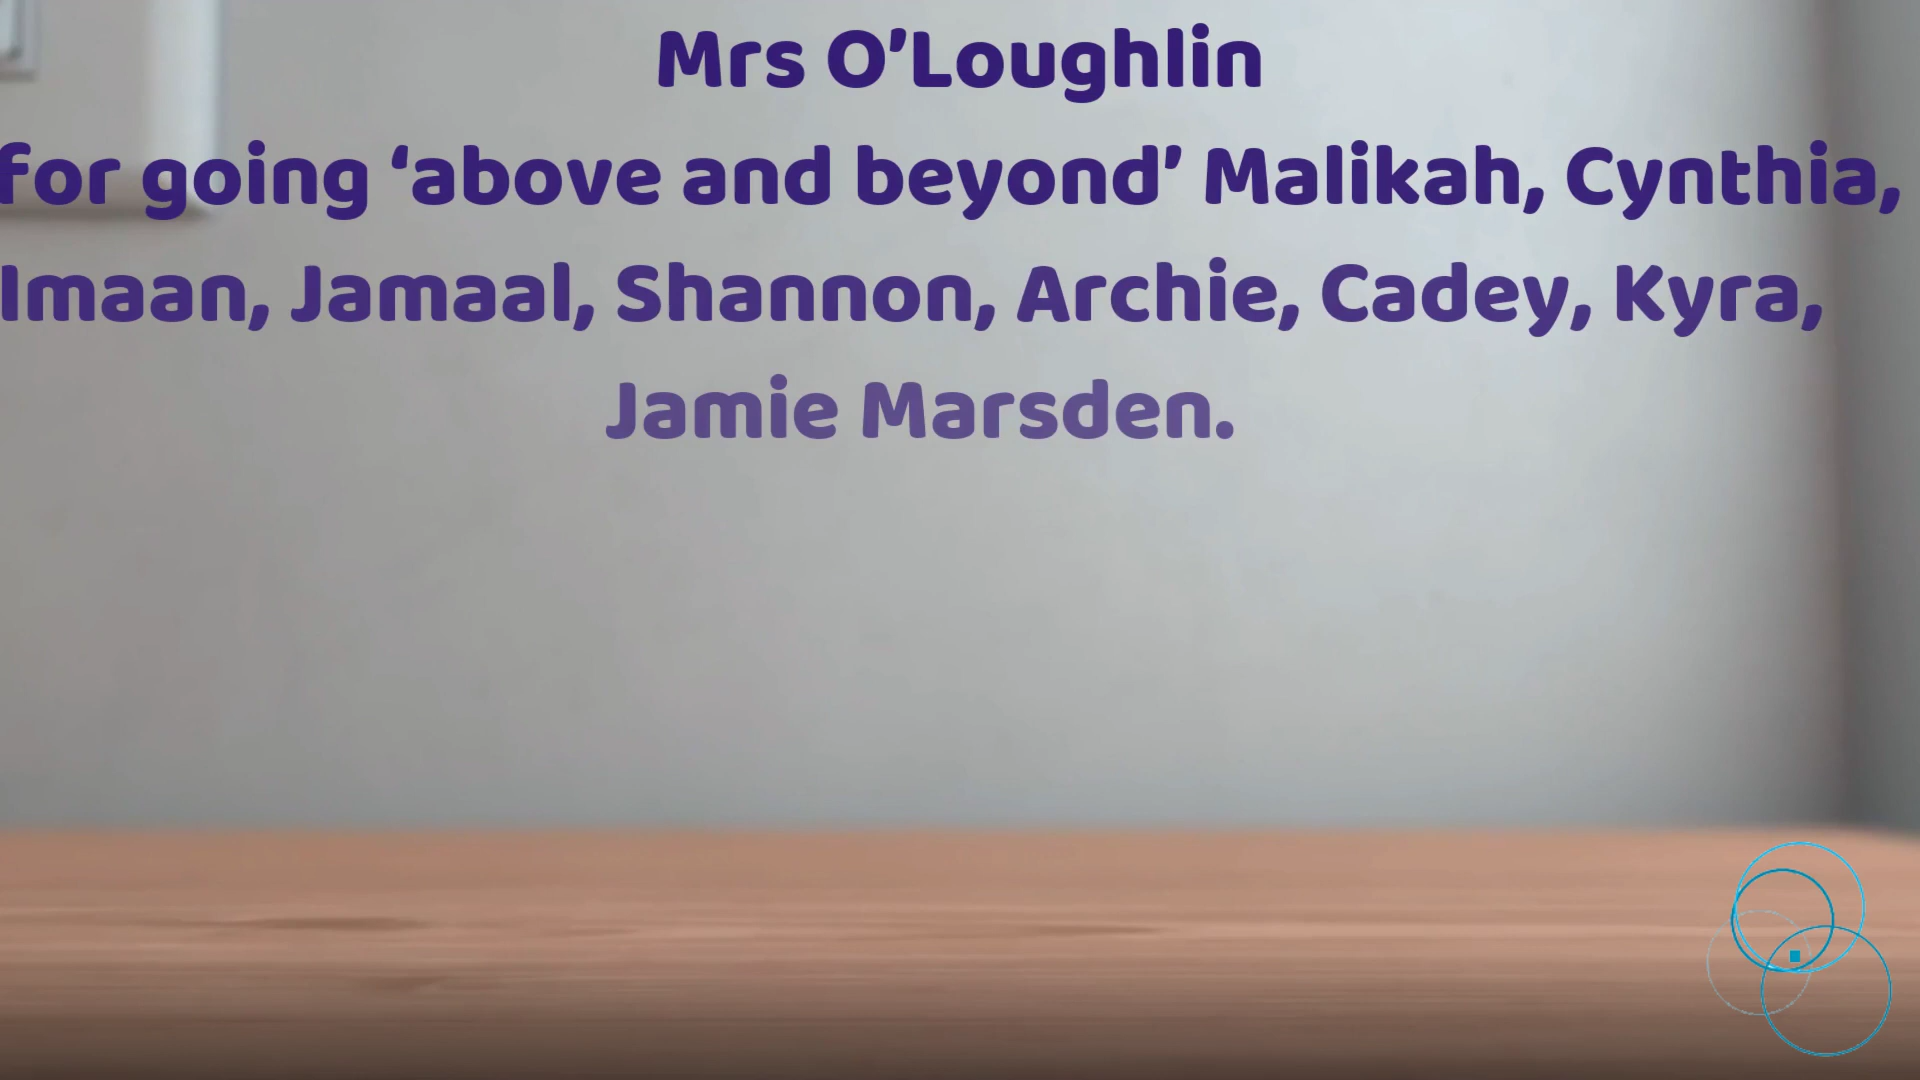 Mrs O’Loughlin
for going ‘above and beyond’ Malikah, Cynthia,
Imaan, Jamaal, Shannon, Archie, Cadey, Kyra,
Jamie Marsden.